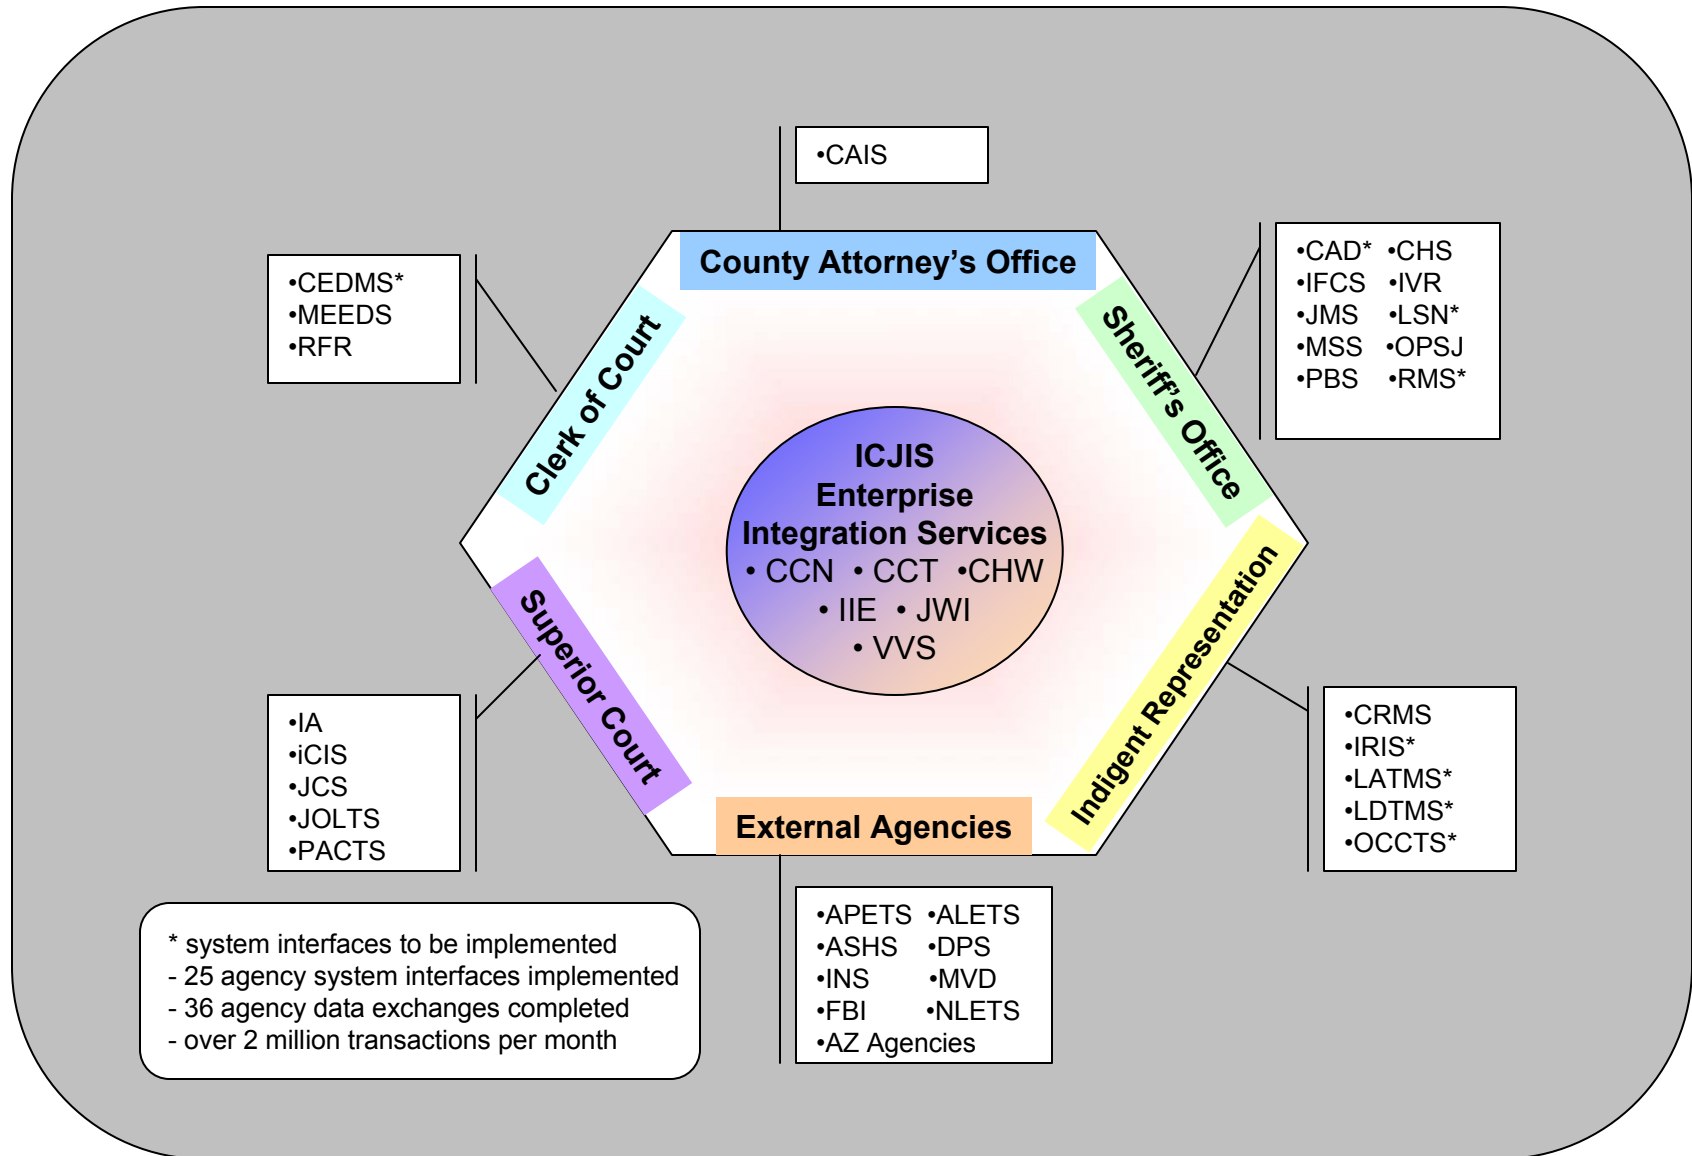 •CAIS
County Attorney's Office
•CEDMS*
•MEEDS
•RFR
Clerk of Court
•CAD* •CHS
•IFCS •IVR
•JMS •LSN*
•MSS •OPSJ
•PBS •RMS*
Sheriff's Office
ICJIS
Enterprise
Integration Services
• CCN • CCT •CHW
• IIE • JWI
• VVS
Superior Court
•IA
•iCIS
•JCS
•JOLTS
•PACTS
Indigent Representation
•CRMS
•IRIS*
•LATMS*
•LDTMS*
•OCCTS*
External Agencies
•APETS •ALETS
•ASHS •DPS
•INS •MVD
•FBI •NLETS
•AZ Agencies
* system interfaces to be implemented
- 25 agency system interfaces implemented
- 36 agency data exchanges completed
- over 2 million transactions per month